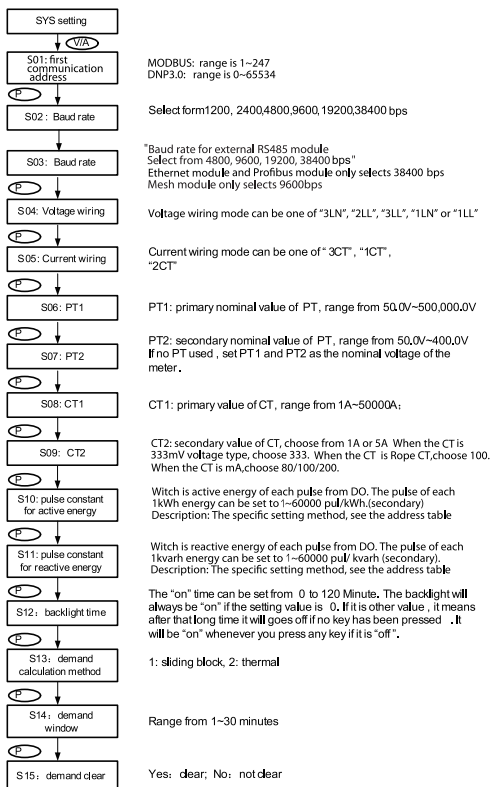 SYS setting
V/A
S01: first
communication
address
MODBUS: range is 1~247
DNP3.0: range is 0~65534
P
S02: Baud rate
Select form1200, 2400,4800,9600,19200,38400 bps
P
S03: Baud rate
"Baud rate for external RS485 module
Select from 4800, 9600, 19200, 38400 bps"
Ethernet module and Profibus module only selects 38400 bps
Mesh module only selects 9600bps
P
S04: Voltage wiring
Voltage wiring mode can be one of "3LN", "2LL", "3LL", "1LN" or "1LL"
P
S05: Current wiring
Current wiring mode can be one of " 3CT", "1CT",
"2CT"
P
S06: PT1
PT1: primary nominal value of PT, range from 50.0V~500,000.0V
P
S07: PT2
PT2: secondary nominal value of PT, range from 50.0V~400.0V
If no PT used , set PT1 and PT2 as the nominal voltage of the
meter .
P
S08: CT1
CT1: primary value of CT, range from 1A~50000A;
P
S09: CT2
CT2: secondary value of CT, choose from 1A or 5A When the CT is
333mV voltage type, choose 333. When the CT is Rope CT,choose 100.
When the CT is mA,choose 80/100/200.
P
S10: pulse constant
for active energy
Witch is active energy of each pulse from DO. The pulse of each
1kWh energy can be set to 1~60000 pul/kWh.(secondary)
Description: The specific setting method, see the address table
P
S11: pulse constant
for reactive energy
Witch is reactive energy of each pulse from DO. The pulse of each
1kvarh energy can be set to 1~60000 pul/ kvarh (secondary).
Description: The specific setting method, see the address table
P
S12: backlight time
The "on" time can be set from 0 to 120 Minute. The backlight will
always be "on" if the setting value is 0. If it is other value , it means
after that long time it will goes off if no key has been pressed . It
will be "on" whenever you press any key if it is "off".
P
S13: demand
calculation method
1: sliding block, 2: thermal
P
S14: demand
window
Range from 1~30 minutes
P
S15: demand clear
Yes: clear; No: not clear